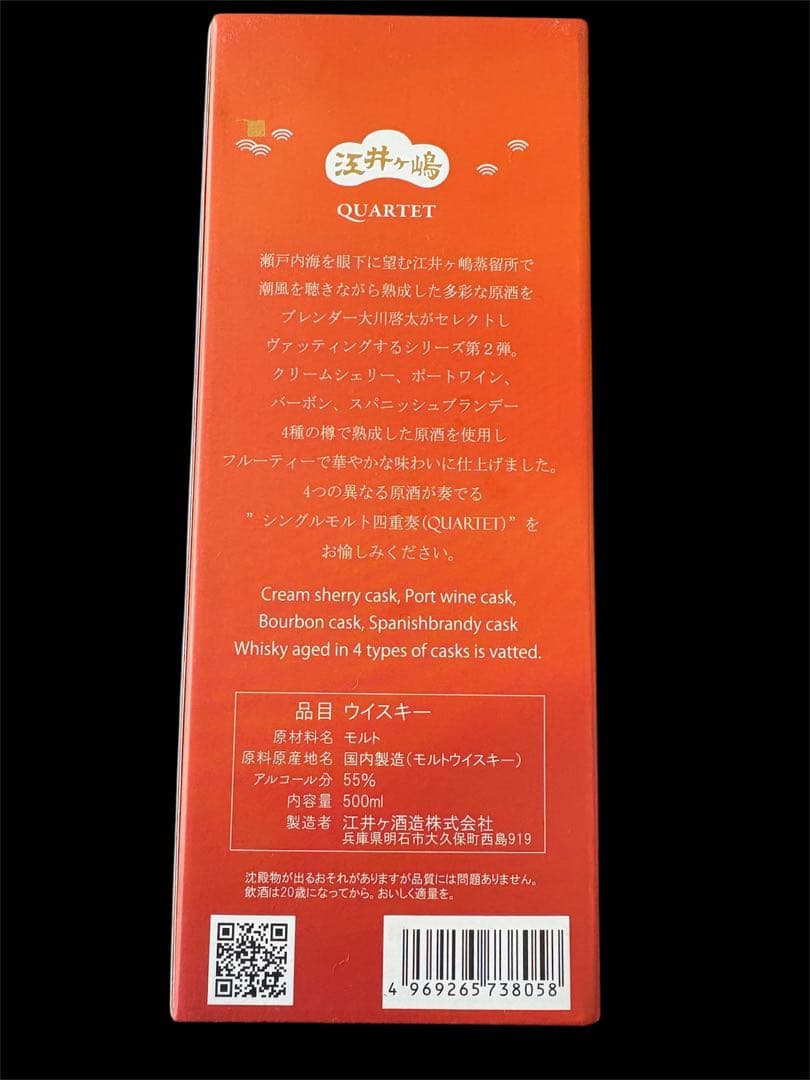 江井ヶ嶋
QUARTET
瀬戸内海を眼下に望む江井ヶ嶋蒸留所で
潮風を聴きながら熟成した多彩な原酒を
ブレンダー大川啓太がセレクトし
ヴァッティングするシリーズ第2弾。
クリームシェリー、ポートワイン、
バーボン、スパニッシュブランデー
4種の樽で熟成した原酒を使用し
フルーティーで華やかな味わいに仕上げました。
4つの異なる原酒が奏でる
”シングルモルト四重奏(QUARTET)”を
お愉しみください。
Cream sherry cask, Port wine cask,
Bourbon cask, Spanishbrandy cask
Whisky aged in 4 types of casks is vatted.
品目 ウイスキー
原材料名 モルト
原料原産地名 国内製造(モルトウイスキー)
アルコール分 55%
内容量 500ml
製造者 江井ヶ酒造株式会社
兵庫県明石市大久保町西島919
沈殿物が出るおそれがありますが品質には問題ありません。
飲酒は20歳になってから。おいしく適量を。
4 969265 738058